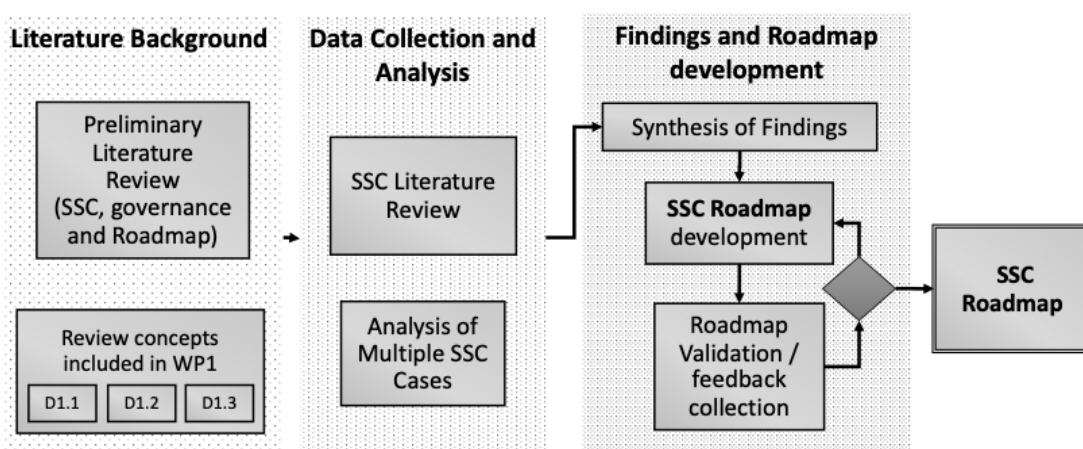 Literature Background
Preliminary
Literature
Review
(SSC, governance
and Roadmap)
Review concepts
included in WP1
D1.1
D1.2
D1.3
Data Collection and
Analysis
SSC Literature
Review
Analysis of
Multiple SSC
Cases
Findings and Roadmap
development
Synthesis of Findings
SSC Roadmap
development
Roadmap
Validation /
feedback
collection
SSC
Roadmap